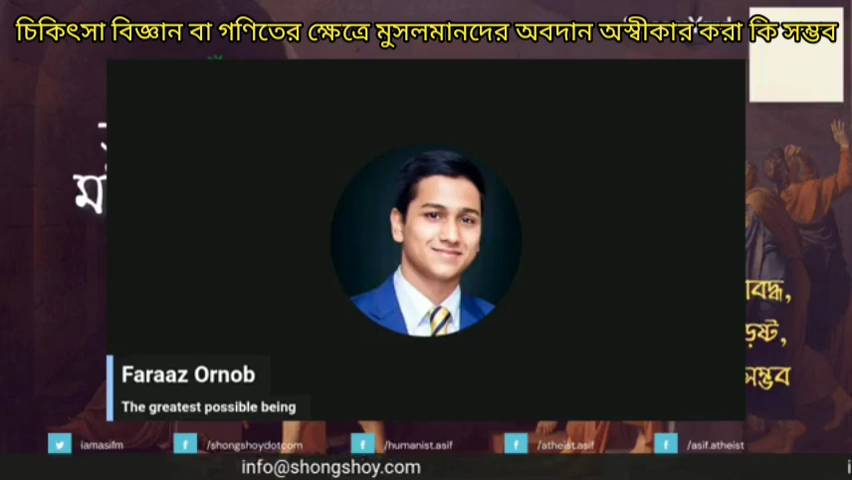 চিকিৎসা বিজ্ঞান বা গণিতের ক্ষেত্রে মুসলমানদের অবদান অস্বীকার করা কি সম্ভব
Faraaz Ornob
The greatest possible being
iamasifm
/shongshoydotcom
/humanist.asif
/atheist.asif
/asif.atheist
info@shongshoy.com